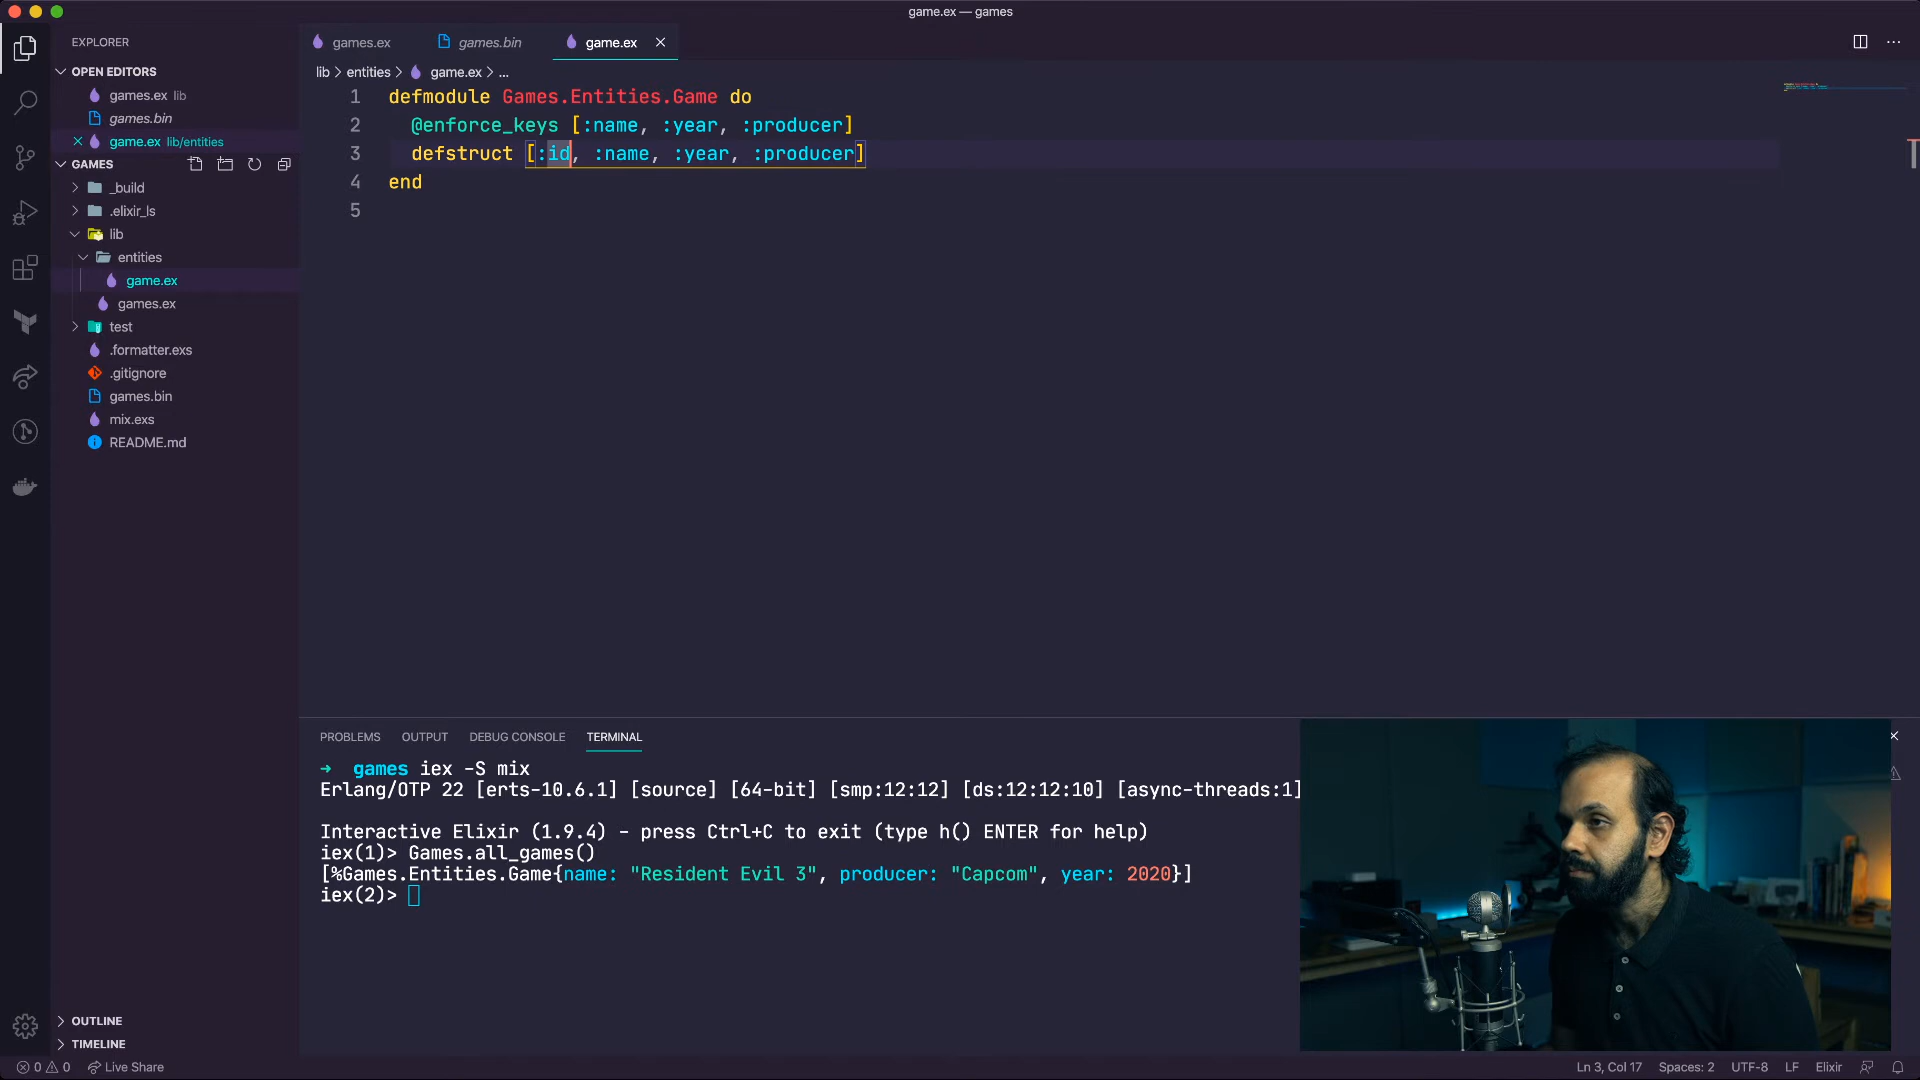 game.ex — games
EXPLORER
OPEN EDITORS
games.ex lib
games.bin
game.ex lib/entities
GAMES
_build
.elixir_ls
lib
entities
game.ex
games.ex
test
.formatter.exs
.gitignore
games.bin
mix.exs
README.md
OUTLINE
TIMELINE
games.ex games.bin game.ex
lib > entities > game.ex > ...
1 defmodule Games.Entities.Game do
2 @enforce_keys [:name, :year, :producer]
3 defstruct [:id, :name, :year, :producer]
4 end
5
PROBLEMS OUTPUT DEBUG CONSOLE TERMINAL
→ games iex -S mix
Erlang/OTP 22 [erts-10.6.1] [source] [64-bit] [smp:12:12] [ds:12:12:10] [async-threads:1]
Interactive Elixir (1.9.4) - press Ctrl+C to exit (type h() ENTER for help)
iex(1)> Games.all_games()
[%Games.Entities.Game{name: "Resident Evil 3", producer: "Capcom", year: 2020}]
iex(2)>
0 0 Live Share Ln 3, Col 17 Spaces: 2 UTF-8 LF Elixir